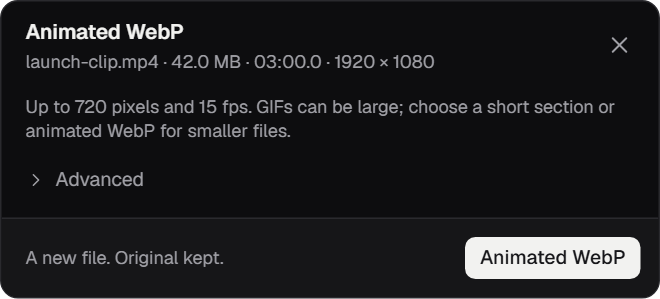 Animated WebP
launch-clip.mp4 · 42.0 MB · 03:00.0 · 1920 × 1080
Up to 720 pixels and 15 fps. GIFs can be large; choose a short section or
animated WebP for smaller files.
Advanced
A new file. Original kept.
Animated WebP